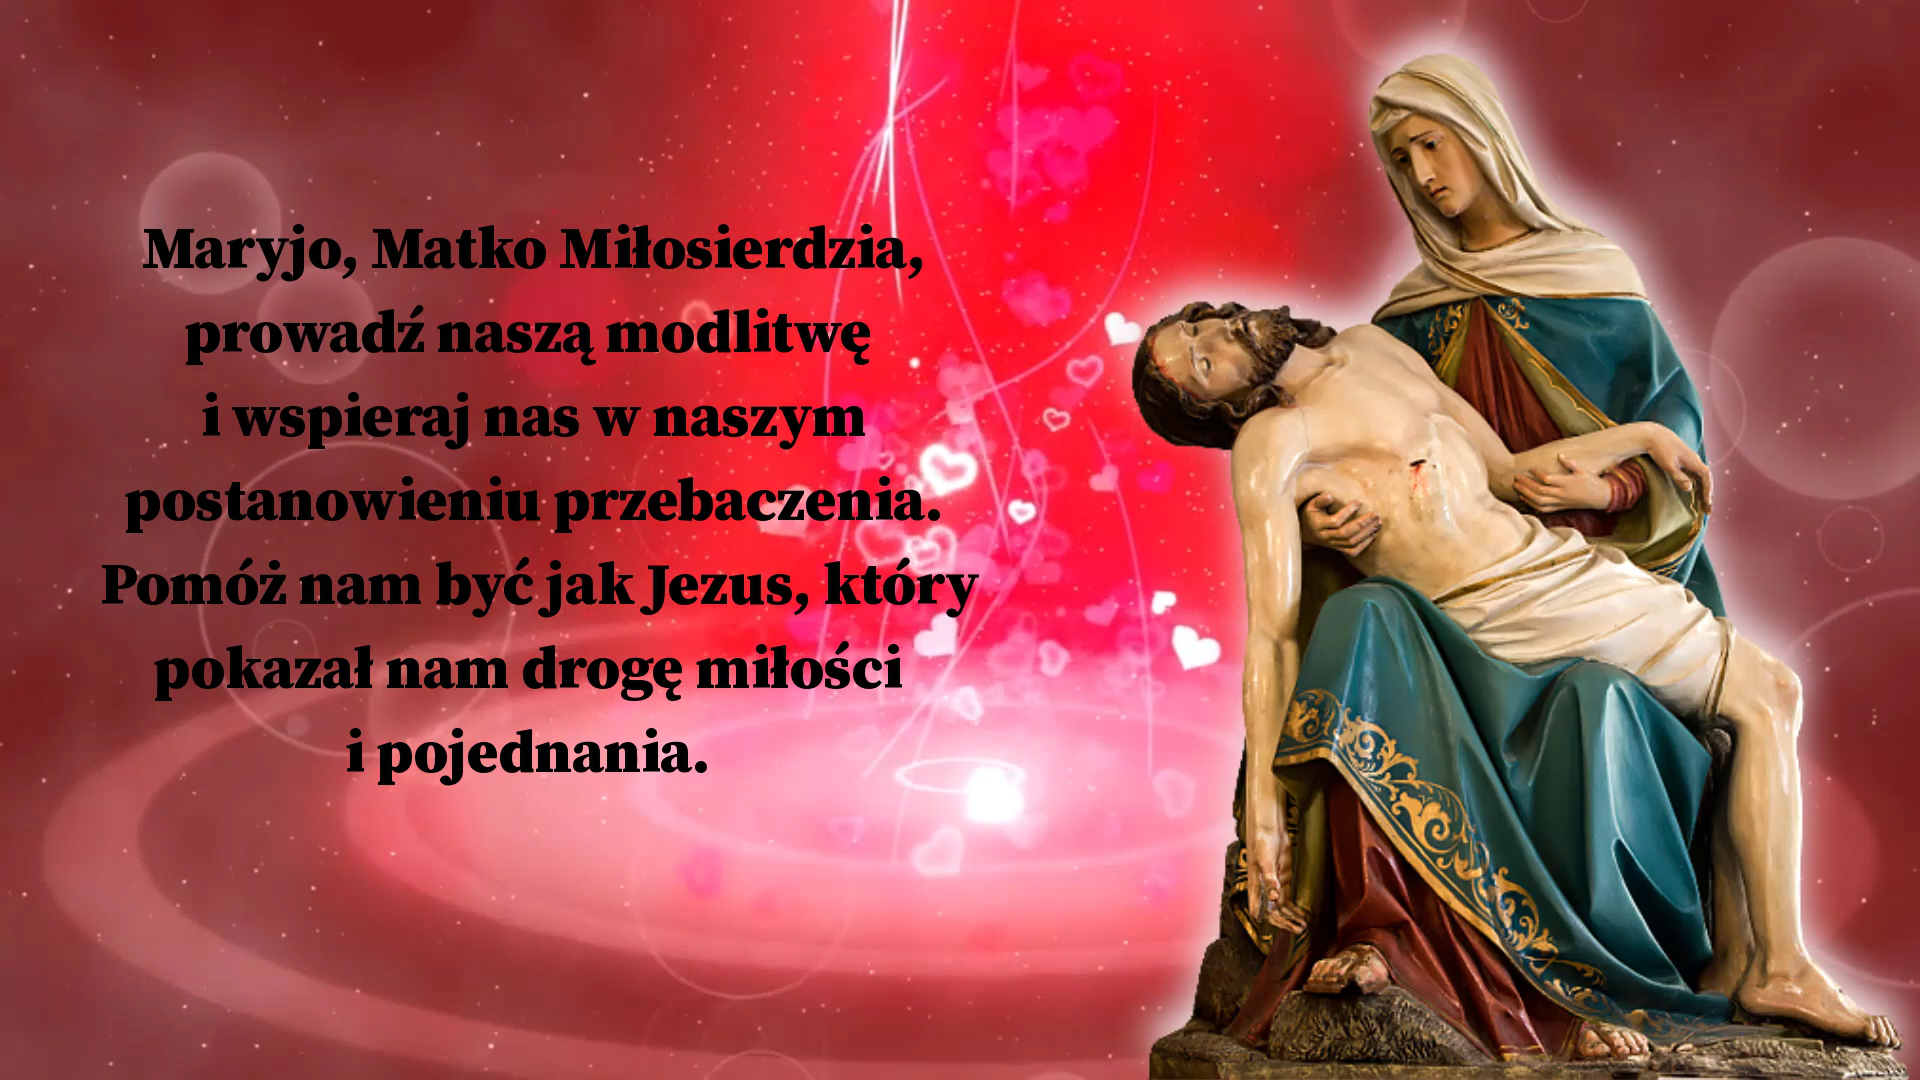 Maryjo, Matko Miłosierdzia,
prowadź naszą modlitwę
i wspieraj nas w naszym
postanowieniu przebaczenia.
Pomóż nam być jak Jezus, który
pokazał nam drogę miłości
i pojednania.